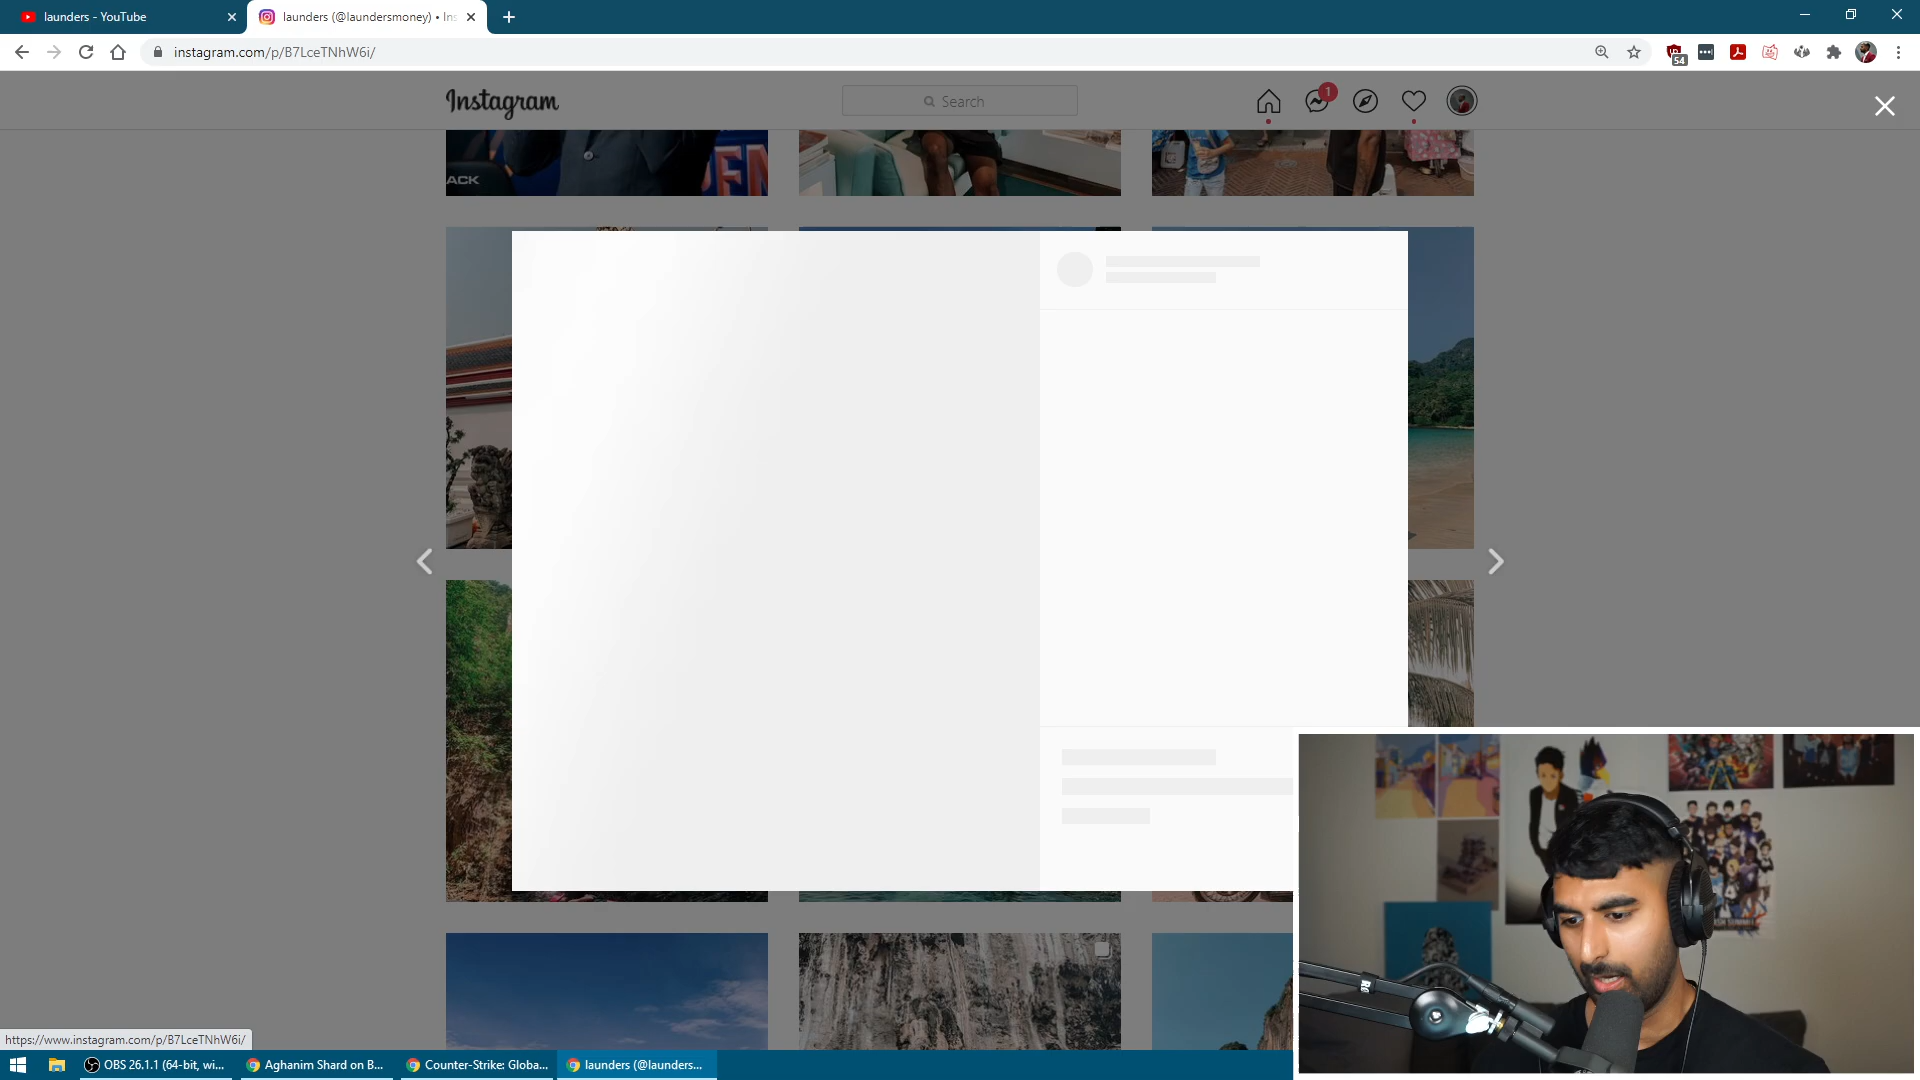 launders - YouTube
launders (@laundersmoney) • Ins
instagram.com/p/B7LceTNhW6i/
54
Instagram
Search
1
ACK
https://www.instagram.com/p/B7LceTNhW6i/
OBS 26.1.1 (64-bit, wi...
Aghanim Shard on B...
Counter-Strike: Globa...
launders (@launders...